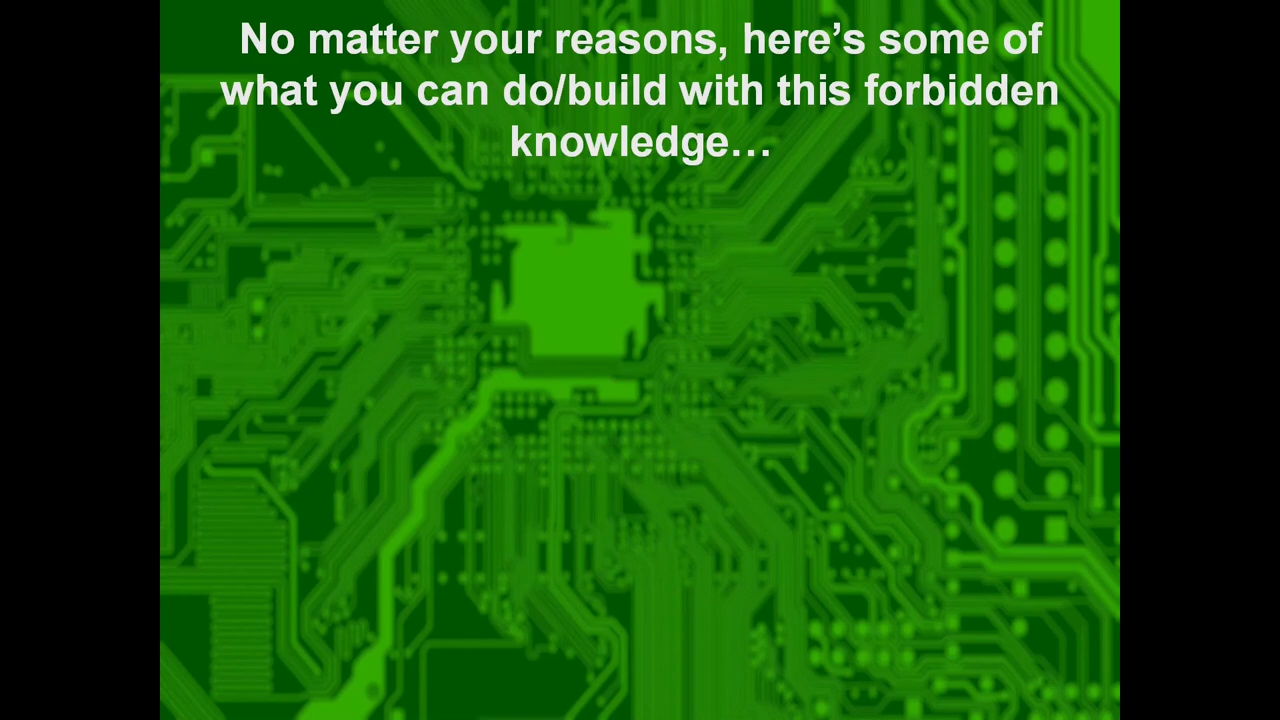 No matter your reasons, here’s some of
what you can do/build with this forbidden
knowledge…